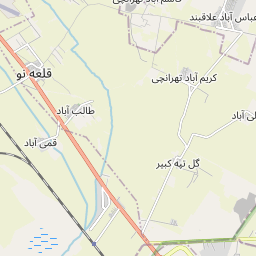 قاسم آباد تهرانچی
عباس آباد علاقبند
کریم آباد تهرانچی
قلعه نو
طالب آباد
قمی آباد
گل تپه کبیر